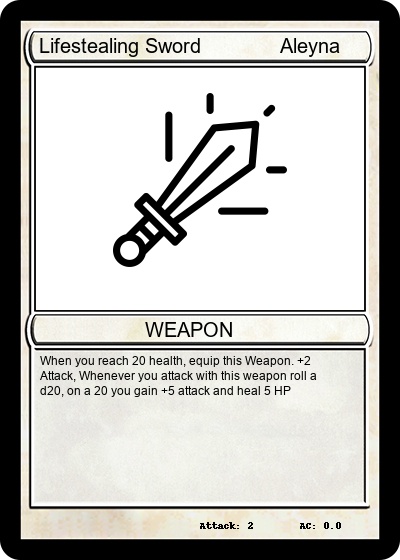 Lifestealing Sword Aleyna
WEAPON
When you reach 20 health, equip this Weapon. +2
Attack, Whenever you attack with this weapon roll a
d20, on a 20 you gain +5 attack and heal 5 HP
Attack: 2 AC: 0.0